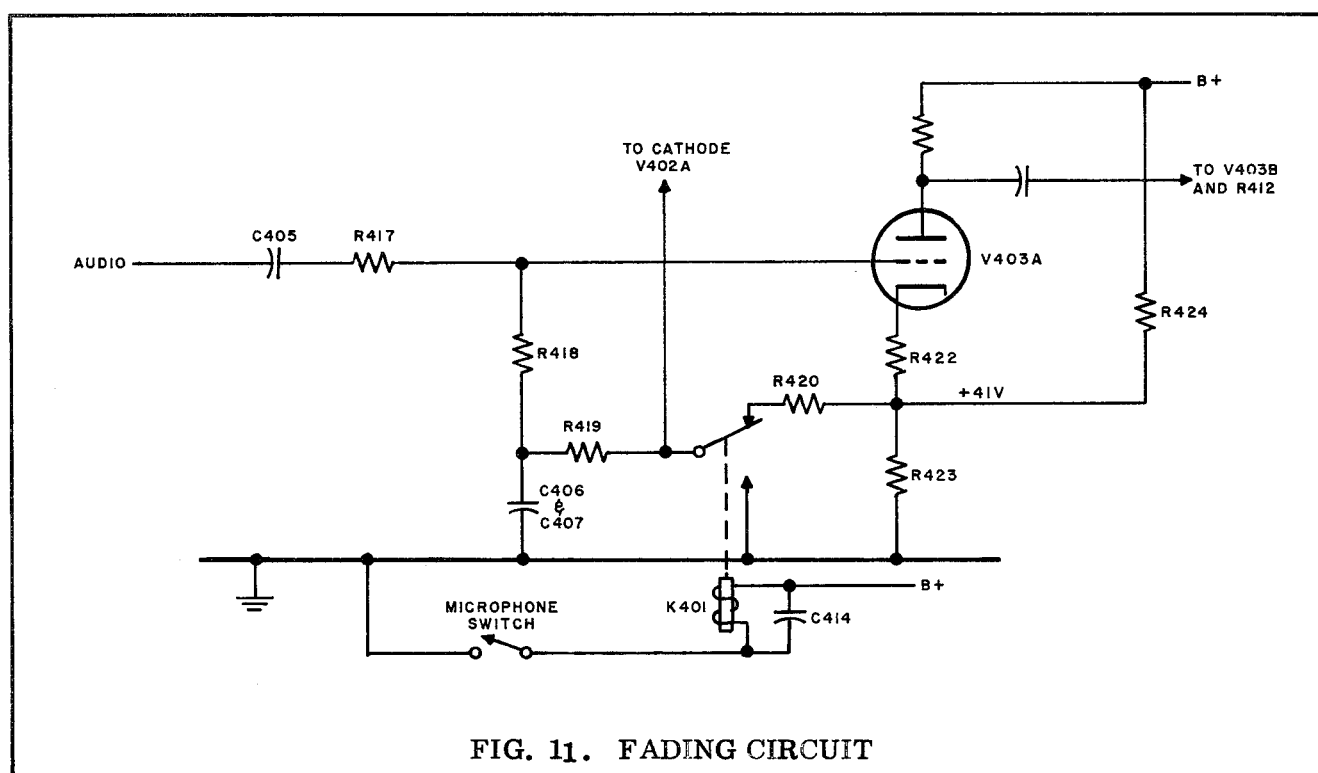 B+
TO CATHODE
V402A
TO V403B
AND R412
C405
R417
AUDIO
V403A
R424
R418
R422
R420
+41V
R419
R423
C406
&
C407
B+
K401
C414
MICROPHONE
SWITCH
FIG. 11. FADING CIRCUIT